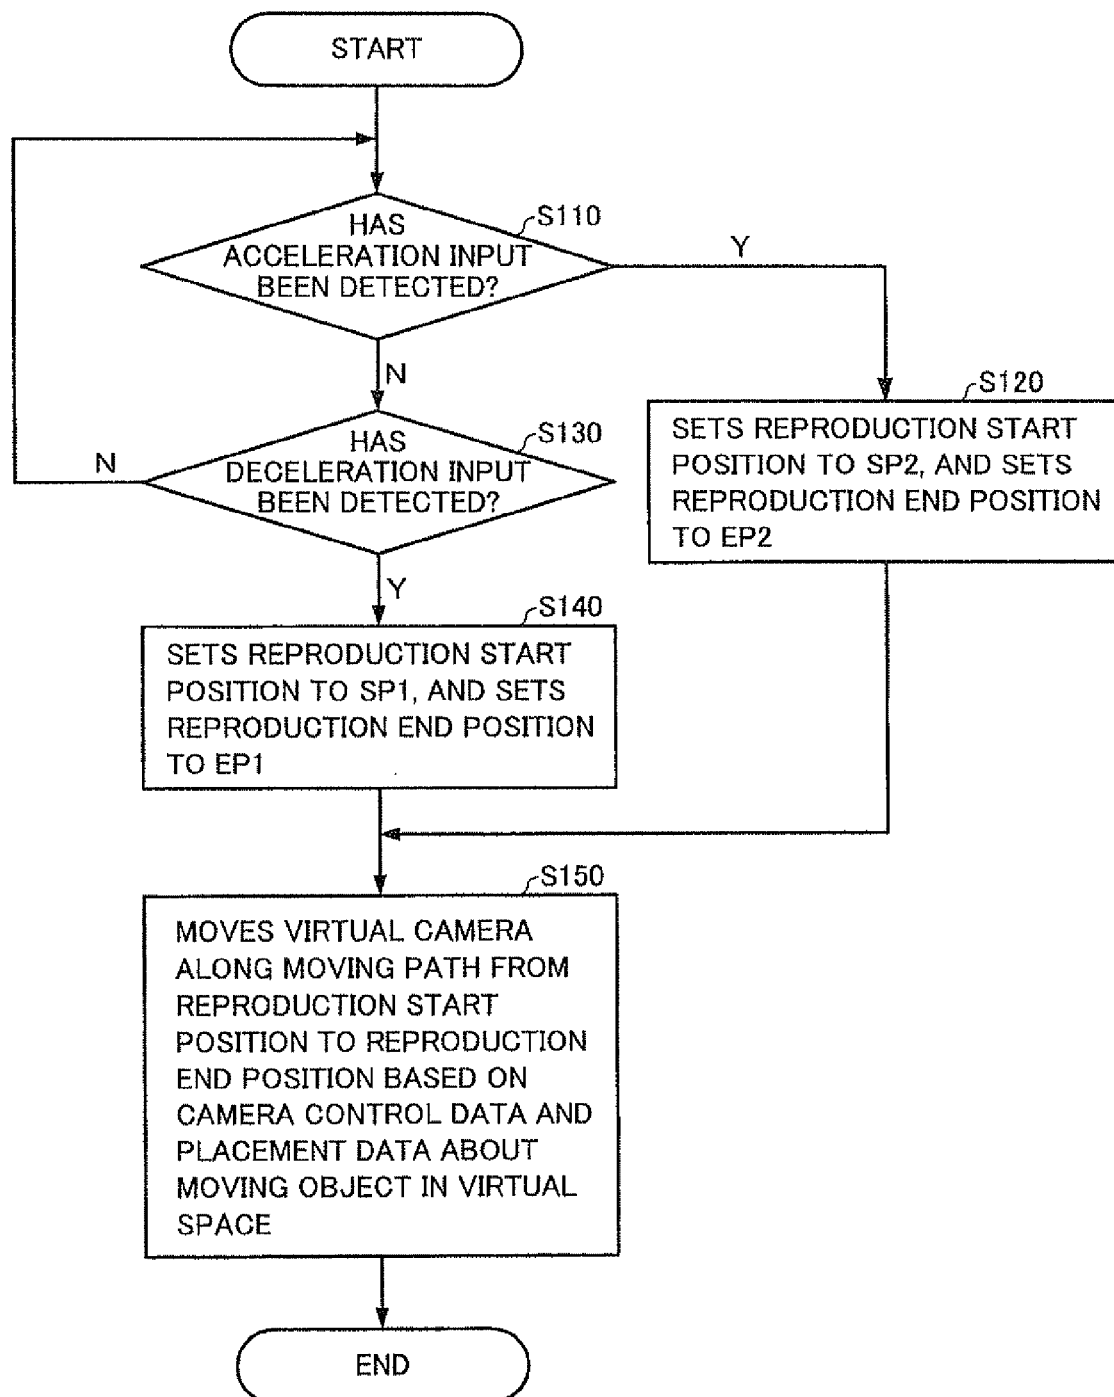 START
HAS
ACCELERATION INPUT
BEEN DETECTED?
S110
Y
N
HAS
DECELERATION INPUT
BEEN DETECTED?
S130
N
Y
S120
SETS REPRODUCTION START
POSITION TO SP2, AND SETS
REPRODUCTION END POSITION
TO EP2
S140
SETS REPRODUCTION START
POSITION TO SP1, AND SETS
REPRODUCTION END POSITION
TO EP1
S150
MOVES VIRTUAL CAMERA
ALONG MOVING PATH FROM
REPRODUCTION START
POSITION TO REPRODUCTION
END POSITION BASED ON
CAMERA CONTROL DATA AND
PLACEMENT DATA ABOUT
MOVING OBJECT IN VIRTUAL
SPACE
END